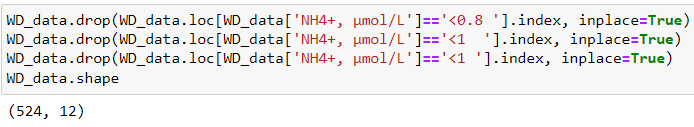 WD_data.drop(WD_data.loc[WD_data['NH4+, µmol/L']=='<0.8 '].index, inplace=True)
WD_data.drop(WD_data.loc[WD_data['NH4+, µmol/L']=='<1  '].index, inplace=True)
WD_data.drop(WD_data.loc[WD_data['NH4+, µmol/L']=='<1 '].index, inplace=True)
WD_data.shape
(524, 12)